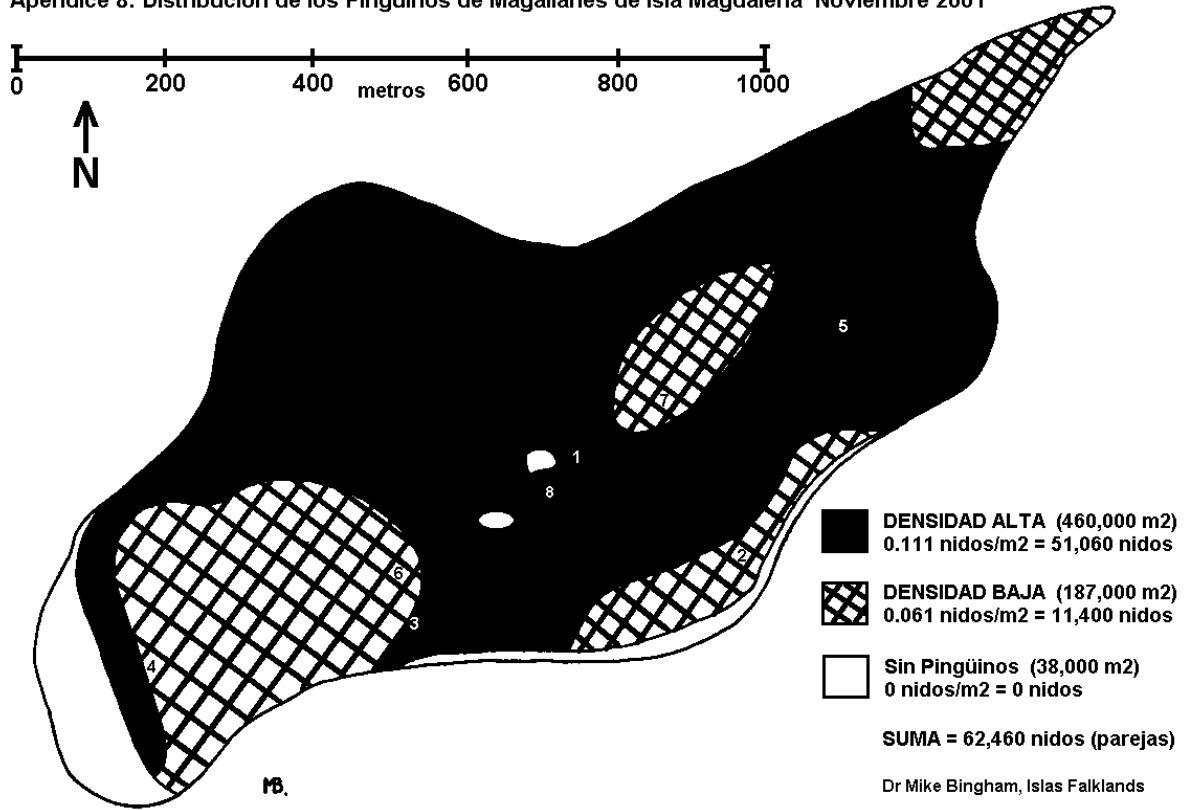 Apéndice 8: Distribución de los Pingüinos de Magallanes de Isla Magdalena Noviembre 2001
0 200 400 metros 600 800 1000
N
5
7
1
8
6
2
3
4
DENSIDAD ALTA (460,000 m2)
0.111 nidos/m2 = 51,060 nidos
DENSIDAD BAJA (187,000 m2)
0.061 nidos/m2 = 11,400 nidos
Sin Pingüinos (38,000 m2)
0 nidos/m2 = 0 nidos
SUMA = 62,460 nidos (parejas)
MB.
Dr Mike Bingham, Islas Falklands